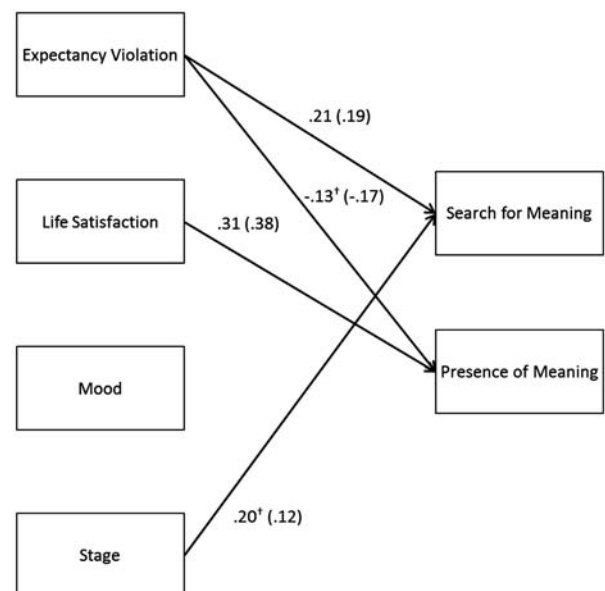 Expectancy Violation
.21 (.19)
-.13† (-.17)
Life Satisfaction
.31 (.38)
Search for Meaning
Mood
Presence of Meaning
.20† (.12)
Stage